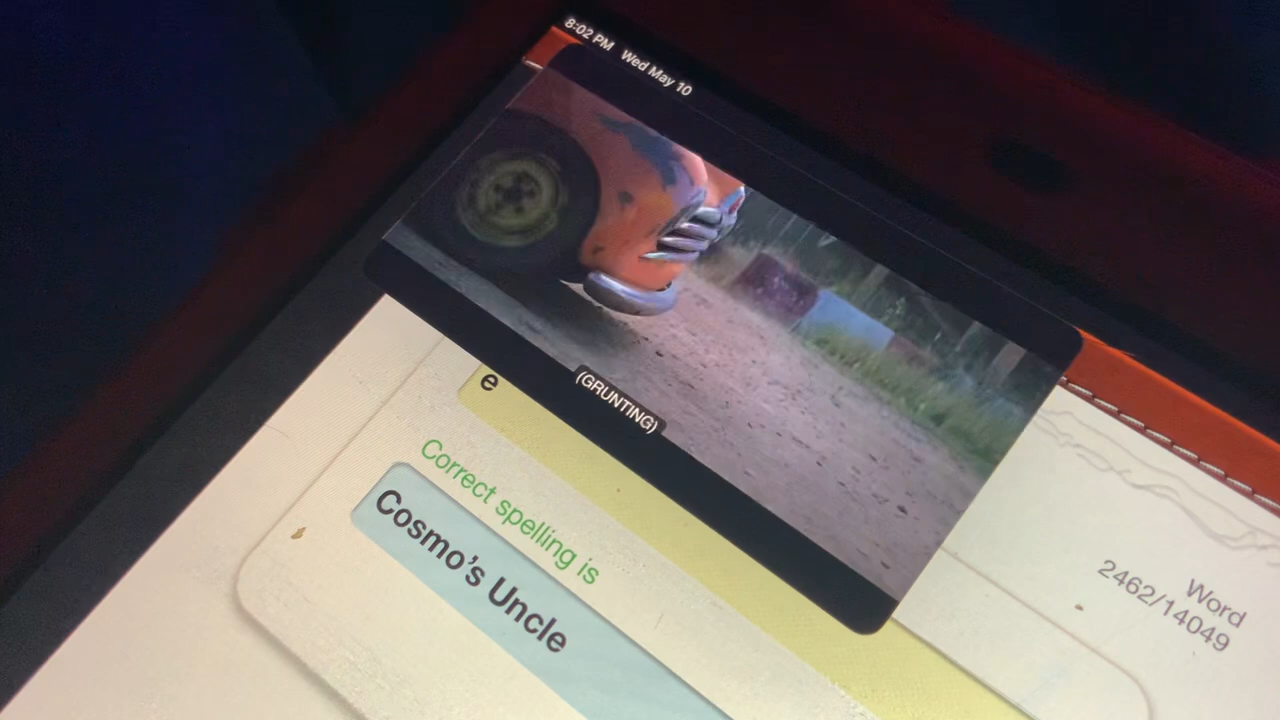 8:02 PM Wed May 10
(GRUNTING)
e
Correct spelling is
Cosmo's Uncle
Word
2462/14049